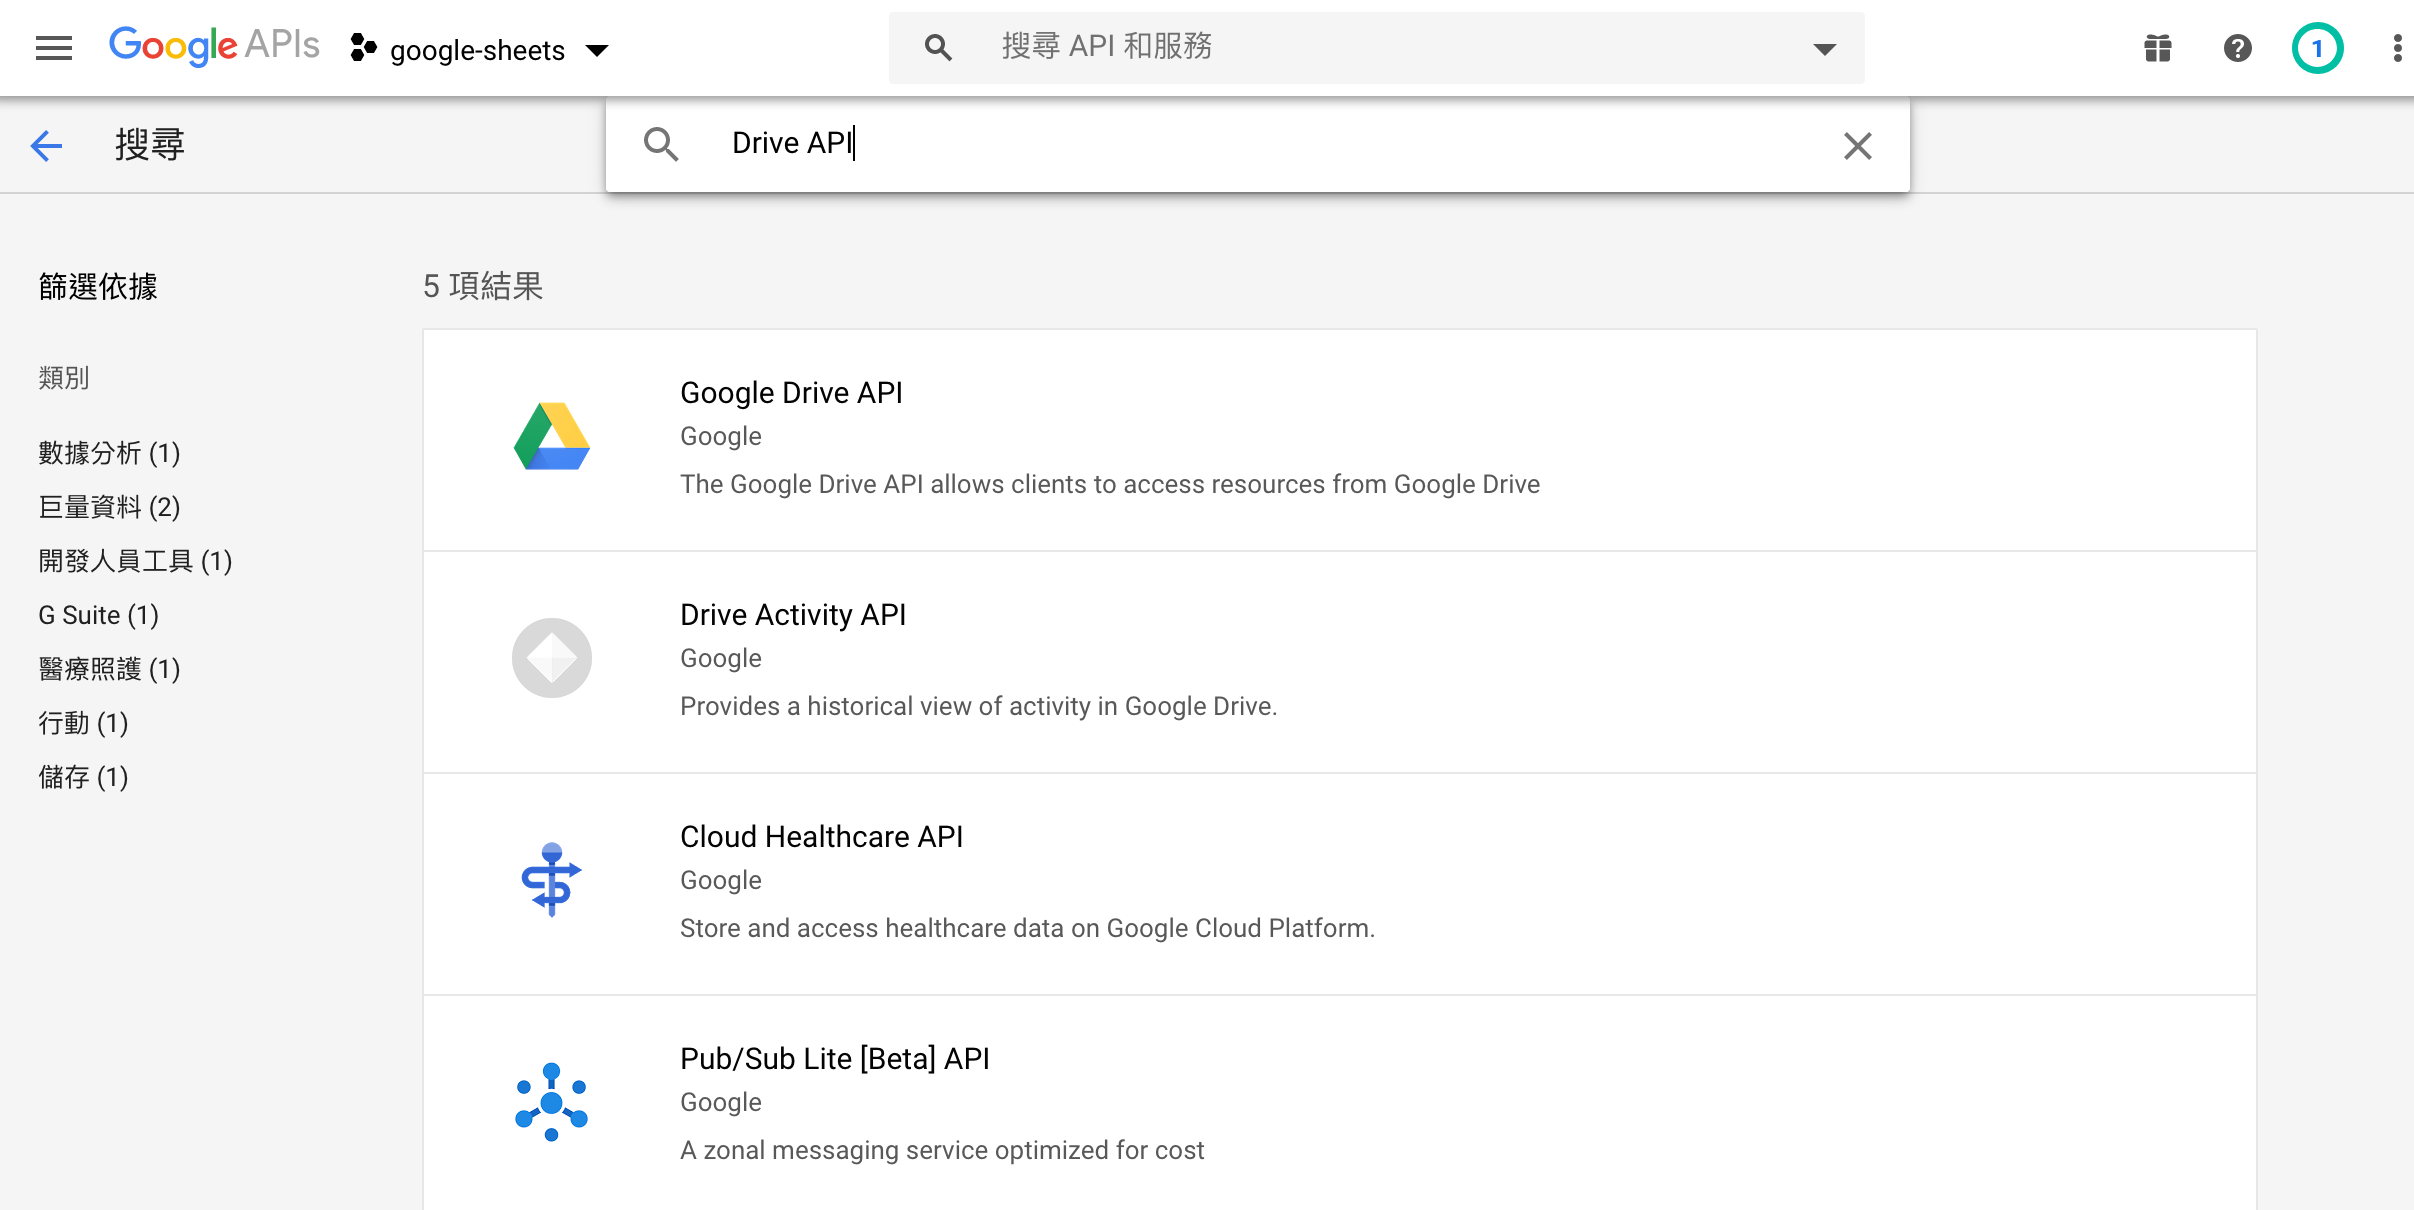 Google APIs google-sheets 搜尋 API 和服務 1
搜尋 Drive API
篩選依據
類別
數據分析 (1)
巨量資料 (2)
開發人員工具 (1)
G Suite (1)
醫療照護 (1)
行動 (1)
儲存 (1)
5 項結果
Google Drive API
Google
The Google Drive API allows clients to access resources from Google Drive
Drive Activity API
Google
Provides a historical view of activity in Google Drive.
Cloud Healthcare API
Google
Store and access healthcare data on Google Cloud Platform.
Pub/Sub Lite [Beta] API
Google
A zonal messaging service optimized for cost